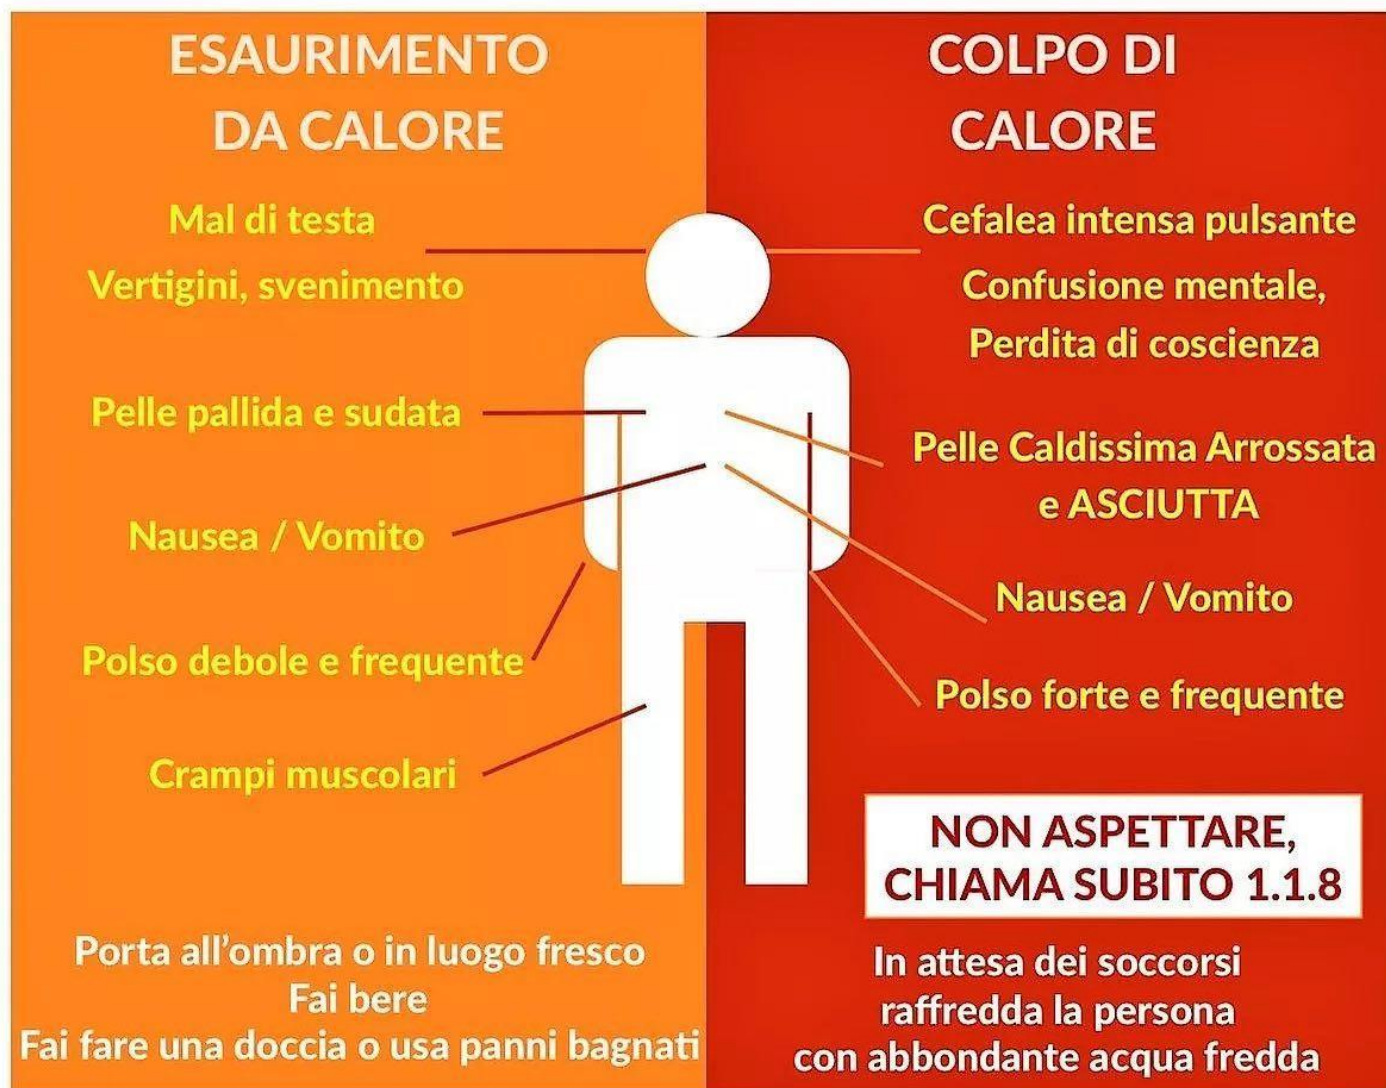 ESAURIMENTO
DA CALORE
Mal di testa
Vertigini, svenimento
Pelle pallida e sudata
Nausea / Vomito
Polso debole e frequente
Crampi muscolari
Porta all'ombra o in luogo fresco
Fai bere
Fai fare una doccia o usa panni bagnati
COLPO DI
CALORE
Cefalea intensa pulsante
Confusione mentale,
Perdita di coscienza
Pelle Caldissima Arrossata
e ASCIUTTA
Nausea / Vomito
Polso forte e frequente
NON ASPETTARE,
CHIAMA SUBITO 1.1.8
In attesa dei soccorsi
raffredda la persona
con abbondante acqua fredda